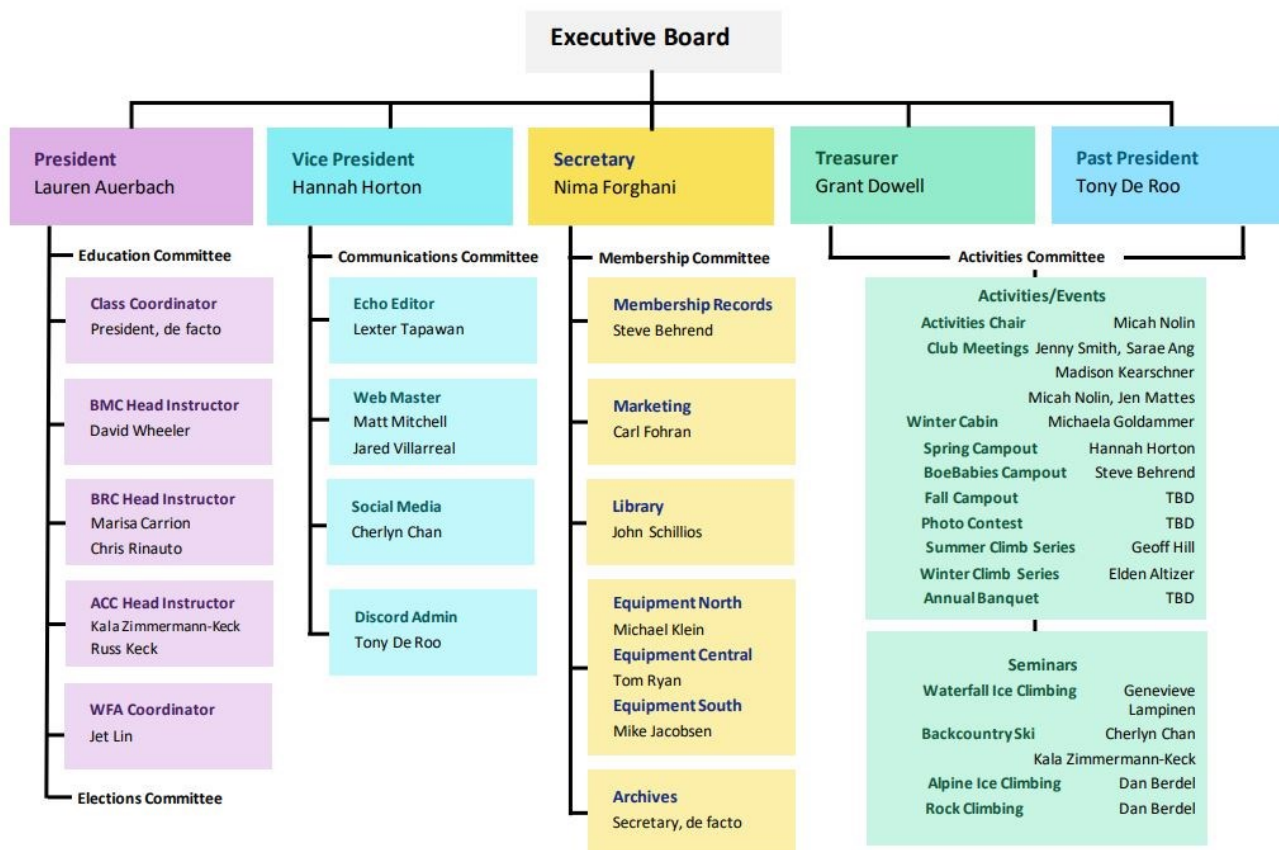 Executive Board
President
Lauren Auerbach
Vice President
Hannah Horton
Secretary
Nima Forghani
Treasurer
Grant Dowell
Past President
Tony De Roo
Education Committee
Class Coordinator
President, de facto
BMC Head Instructor
David Wheeler
BRC Head Instructor
Marisa Carrion
Chris Rinauto
ACC Head Instructor
Kala Zimmermann-Keck
Russ Keck
WFA Coordinator
Jet Lin
Elections Committee
Communications Committee
Echo Editor
Lexter Tapawan
Web Master
Matt Mitchell
Jared Villarreal
Social Media
Cherlyn Chan
Discord Admin
Tony De Roo
Membership Committee
Membership Records
Steve Behrend
Marketing
Carl Fohran
Library
John Schillios
Equipment North
Michael Klein
Equipment Central
Tom Ryan
Equipment South
Mike Jacobsen
Archives
Secretary, de facto
Activities Committee
Activities/Events
Activities Chair Micah Nolin
Club Meetings Jenny Smith, Sarae Ang
Madison Kearschner
Micah Nolin, Jen Mattes
Winter Cabin Michaela Goldammer
Spring Campout Hannah Horton
BoeBabies Campout Steve Behrend
Fall Campout TBD
Photo Contest TBD
Summer Climb Series Geoff Hill
Winter Climb Series Elden Altizer
Annual Banquet TBD
Seminars
Waterfall Ice Climbing Genevieve
Lampinen
Backcountry Ski Cherlyn Chan
Kala Zimmermann-Keck
Alpine Ice Climbing Dan Berdel
Rock Climbing Dan Berdel